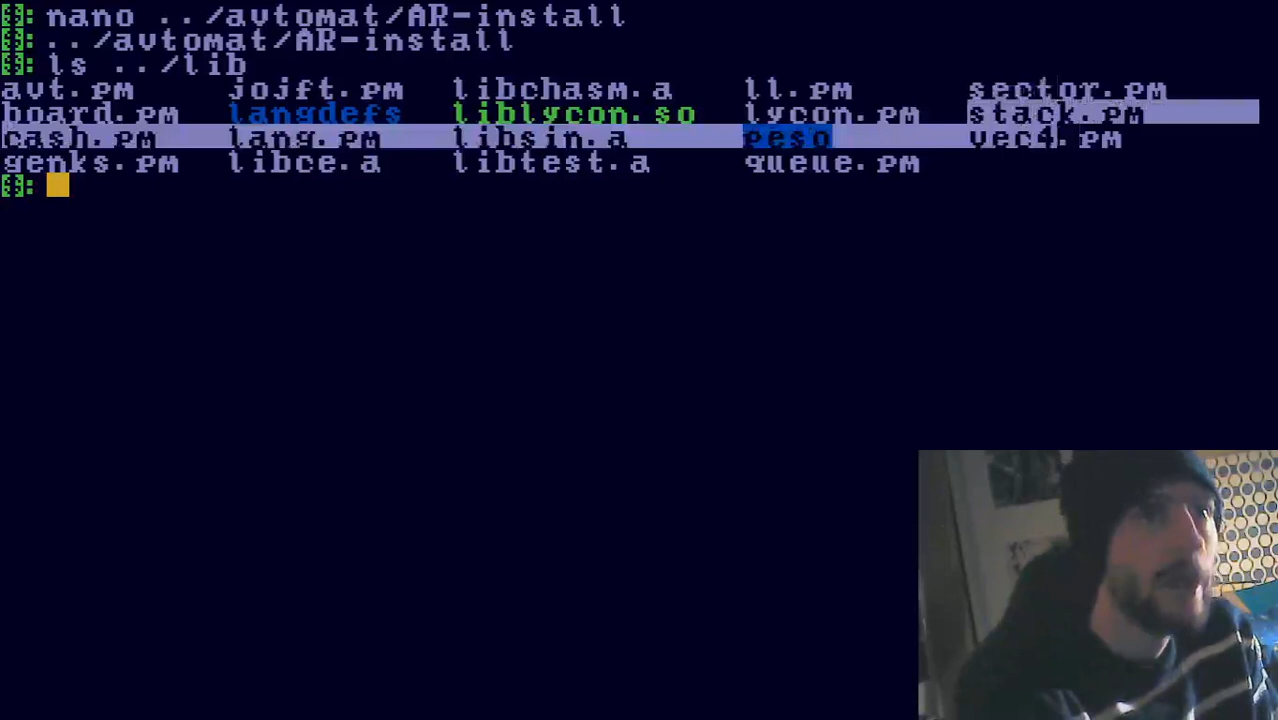 []: nano ../avtomat/AR-install
[]: ../avtomat/AR-install
[]: ls ../lib
avt.pm jojft.pm libchasm.a ll.pm sector.pm
board.pm langdefs liblycon.so lycon.pm stack.pm
cash.pm lang.pm libsin.a peso vec4.pm
genks.pm libce.a libtest.a queue.pm
[]: